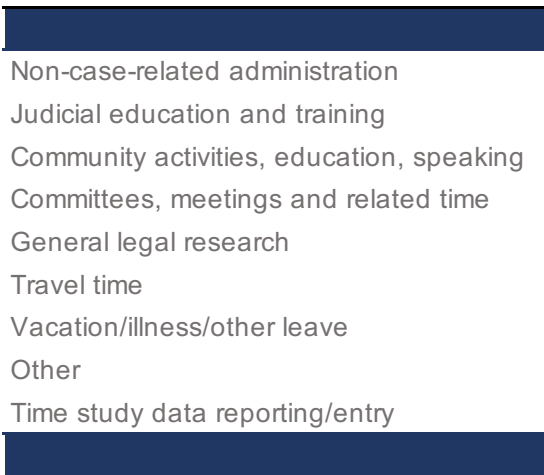 Non-case-related administration
Judicial education and training
Community activities, education, speaking
Committees, meetings and related time
General legal research
Travel time
Vacation/illness/other leave
Other
Time study data reporting/entry